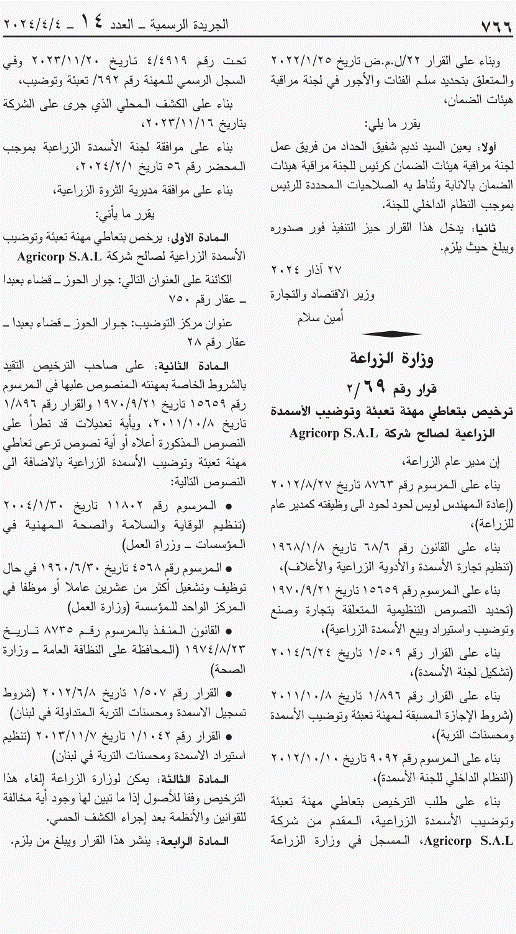 ٧٦٦
الجريدة الرسمية ــ العدد ١٤ ــ ٢٠٢٤/٤/٤
وبناء على القرار ٢٢/ل.م.ض تاريخ ٢٠٢٢/١/٢٥
والمتعلق بتحديد سلم الفئات والأجور في لجنة مراقبة
هيئات الضمان،
يقرر ما يلي:
اولا: يعين السيد نديم شفيق الحداد من فريق عمل
لجنة مراقبة هيئات الضمان كرئيس للجنة مراقبة هيئات
الضمان بالانابة وتُناط به الصلاحيات المحددة للرئيس
بموجب النظام الداخلي للجنة.
ثانيا: يدخل هذا القرار حيز التنفيذ فور صدوره
ويبلغ حيث يلزم.
٢٧ آذار ٢٠٢٤
وزير الاقتصاد والتجارة
أمين سلام
وزارة الزراعة
قرار رقم ٢/٦٩
ترخيص بتعاطي مهنة تعبئة وتوضيب الأسمدة
الزراعية لصالح شركة Agricorp S.A.L
إن مدير عام الزراعة،
بناء على المرسوم رقم ٨٧٦٣ تاريخ ٢٠١٢/٨/٢٧
(إعادة المهندس لويس لحود لحود الى وظيفته كمدير عام
للزراعة)،
بناء على القانون رقم ٦٨/٦ تاريخ ١٩٦٨/١/٨
(تنظيم تجارة الأسمدة والأدوية الزراعية والأعلاف)،
بناء على المرسوم رقم ١٥٦٥٩ تاريخ ١٩٧٠/٩/٢١
(تحديد النصوص التنظيمية المتعلقة بتجارة وصنع
وتوضيب واستيراد وبيع الأسمدة الزراعية)،
بناء على القرار رقم ١/٥٠٩ تاريخ ٢٠١٤/٦/٢٤
(تشكيل لجنة الأسمدة)،
بناء على القرار رقم ١/٨٩٦ تاريخ ٢٠١١/١٠/٨
(شروط الإجازة المسبقة لمهنة تعبئة وتوضيب الأسمدة
ومحسنات التربة)،
بناء على المرسوم رقم ٩٠٩٢ تاريخ ٢٠١٢/١٠/١٠
(النظام الداخلي للجنة الأسمدة)،
بناء على طلب الترخيص بتعاطي مهنة تعبئة
وتوضيب الأسمدة الزراعية، المقدم من شركة
Agricorp S.A.L، المسجل في وزارة الزراعة
تحت رقم ٤/٤٩١٩ تاريخ ٢٠٢٣/١١/٢٠ وفي
السجل الرسمي للمهنة رقم ٦٩٢/ تعبئة وتوضيب،
بناء على الكشف المحلي الذي جرى على الشركة
بتاريخ ٢٠٢٣/١١/١٦،
بناء على موافقة لجنة الأسمدة الزراعية بموجب
المحضر رقم ٥٦ تاريخ ٢٠٢٤/٢/١،
بناء على موافقة مديرية الثروة الزراعية،
يقرر ما يأتي:
المادة الأولى: يرخص بتعاطي مهنة تعبئة وتوضيب
الأسمدة الزراعية لصالح شركة Agricorp S.A.L
الكائنة على العنوان التالي: جوار الحوز ــ قضاء بعبدا
ــ عقار رقم ٧٥٠
عنوان مركز التوضيب: جوار الحوز ــ قضاء بعبدا ــ
عقار رقم ٢٨
المادة الثانية: على صاحب الترخيص التقيد
بالشروط الخاصة بمهنته المنصوص عليها في المرسوم
رقم ١٥٦٥٩ تاريخ ١٩٧٠/٩/٢١ والقرار رقم ١/٨٩٦
تاريخ ٢٠١١/١٠/٨، وبأية تعديلات قد تطرأ على
النصوص المذكورة أعلاه أو أية نصوص ترعى تعاطي
مهنة تعبئة وتوضيب الأسمدة الزراعية بالاضافة الى
النصوص التالية:
● المرسوم رقم ١١٨٠٢ تاريخ ٢٠٠٤/١/٣٠
(تنظيم الوقاية والسلامة والصحة المهنية في
المؤسسات ــ وزراة العمل)
● المرسوم رقم ٤٥٦٨ تاريخ ١٩٦٠/٦/٣٠ في حال
توظيف وتشغيل أكثر من عشرين عاملا أو موظفا في
المركز الواحد للمؤسسة (وزارة العمل)
● القانون المنفذ بالمرسوم رقم ٨٧٣٥ تاريخ
١٩٧٤/٨/٢٣ (المحافظة على النظافة العامة ــ وزارة
الصحة)
● القرار رقم ١/٥٠٧ تاريخ ٢٠١٢/٦/٨ (شروط
تسجيل الاسمدة ومحسنات التربة المتداولة في لبنان)
● القرار رقم ١/١٠٤٢ تاريخ ٢٠١٣/١١/٧ (تنظيم
استيراد الاسمدة ومحسنات التربة في لبنان)
المادة الثالثة: يمكن لوزارة الزراعة إلغاء هذا
الترخيص وفقا للأصول إذا ما تبين لها وجود أية مخالفة
للقوانين والأنظمة بعد إجراء الكشف الحسي.
المادة الرابعة: ينشر هذا القرار ويبلغ من يلزم.